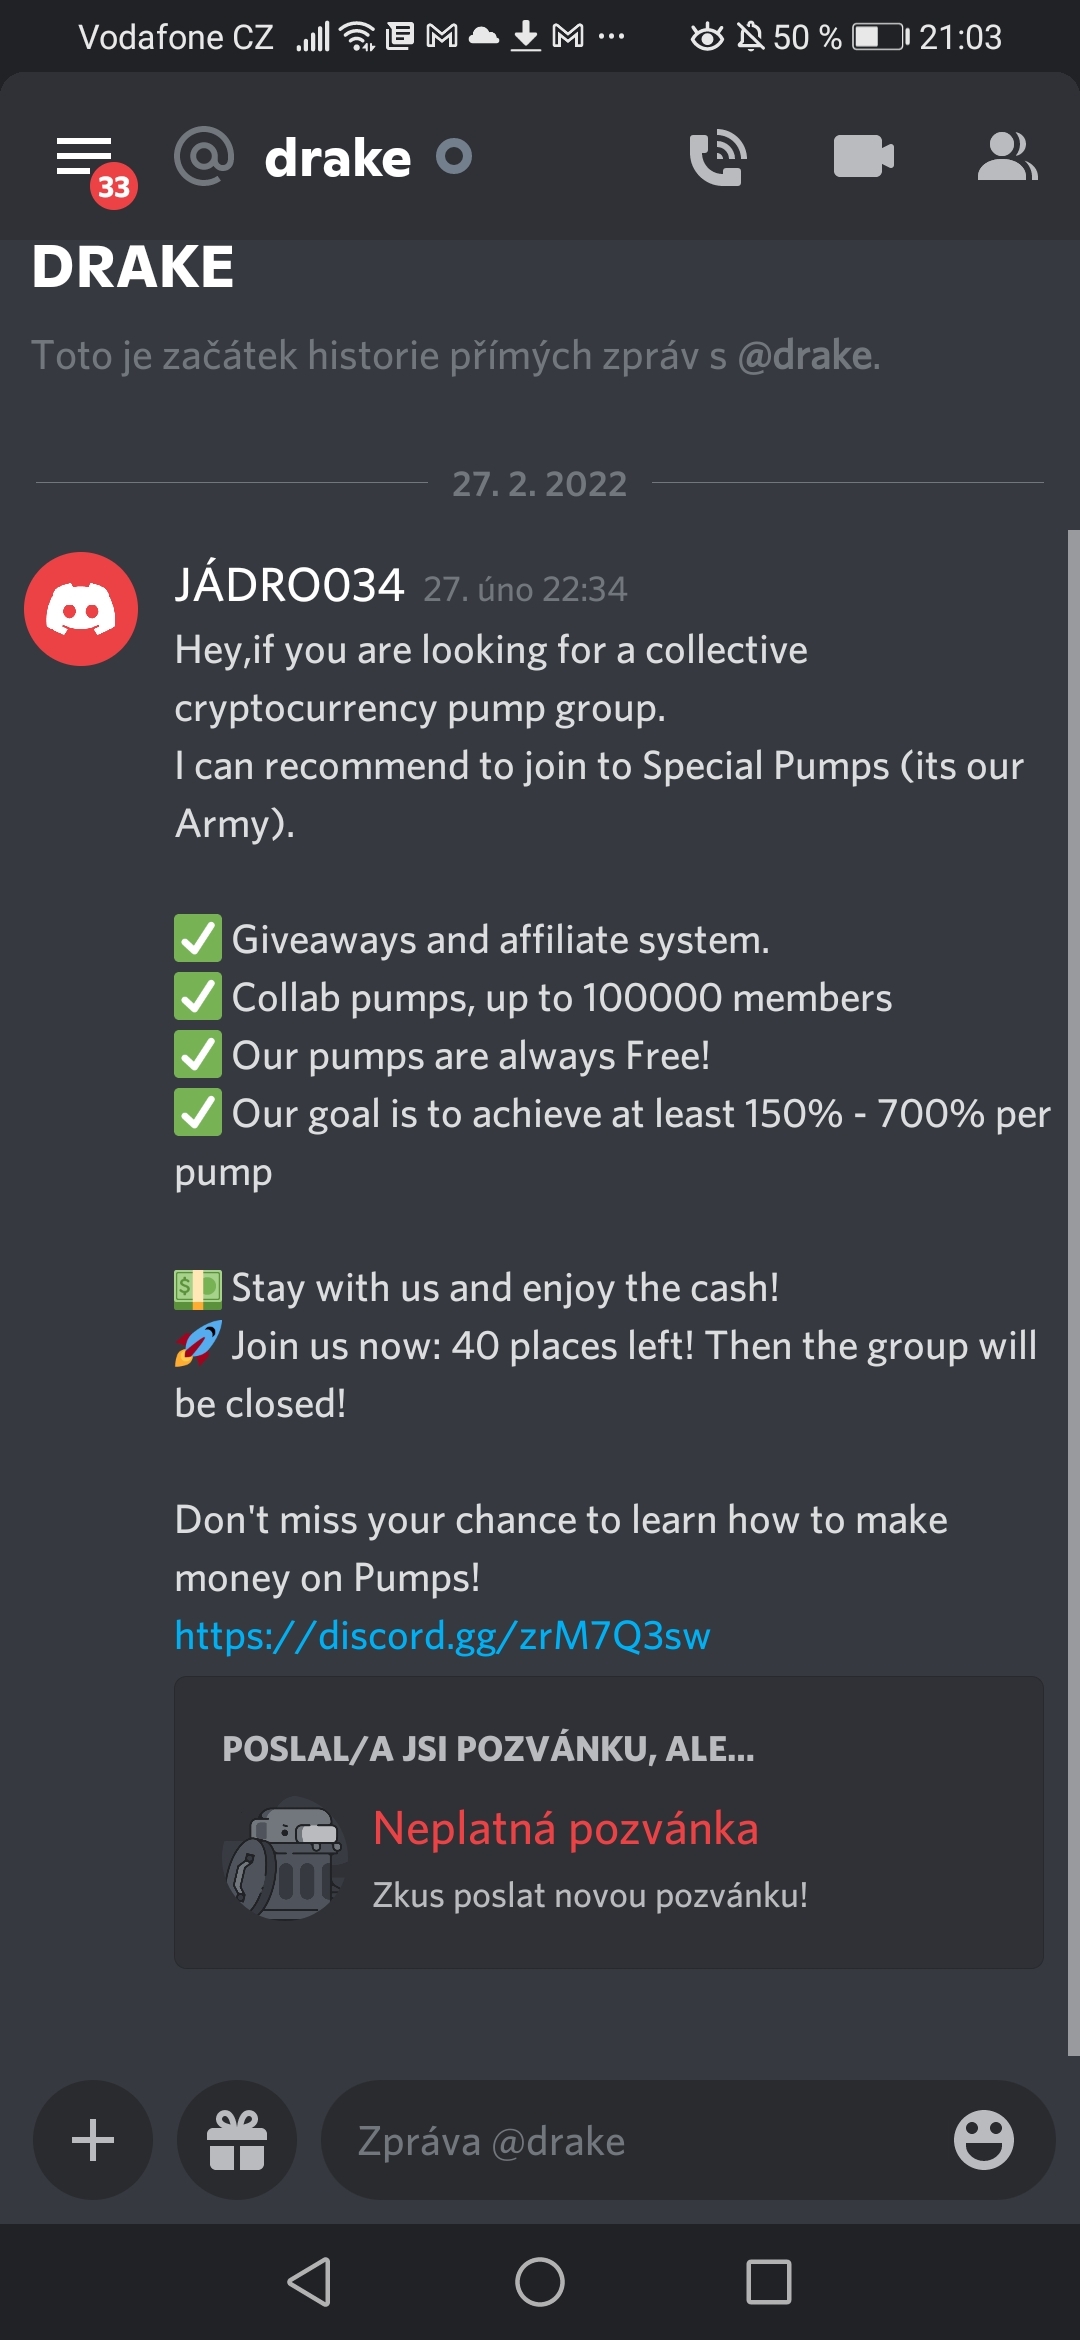 Vodafone CZ 50 % 21:03
33
drake
DRAKE
Toto je začátek historie přímých zpráv s @drake.
27. 2. 2022
JÁDRO034 27. úno 22:34
Hey,if you are looking for a collective
cryptocurrency pump group.
I can recommend to join to Special Pumps (its our
Army).
Giveaways and affiliate system.
Collab pumps, up to 100000 members
Our pumps are always Free!
Our goal is to achieve at least 150% - 700% per
pump
Stay with us and enjoy the cash!
Join us now: 40 places left! Then the group will
be closed!
Don't miss your chance to learn how to make
money on Pumps!
https://discord.gg/zrM7Q3sw
POSLAL/A JSI POZVÁNKU, ALE...
Neplatná pozvánka
Zkus poslat novou pozvánku!
Zpráva @drake